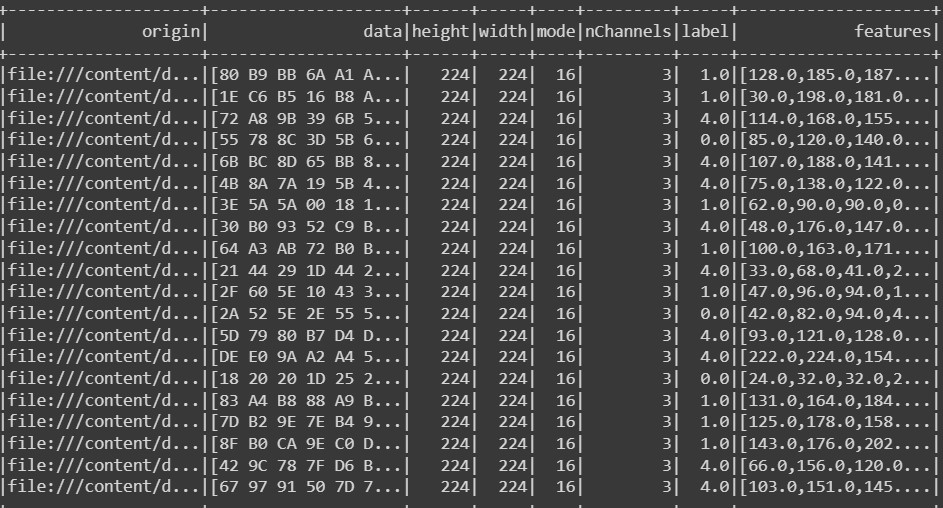 +--------------------+--------------------+------+-----+----+---------+-----+--------------------+
|              origin|                data|height|width|mode|nChannels|label|            features|
+--------------------+--------------------+------+-----+----+---------+-----+--------------------+
|file:///content/d...|[80 B9 BB 6A A1 A...|   224|  224|  16|        3|  1.0|[128.0,185.0,187....|
|file:///content/d...|[1E C6 B5 16 B8 A...|   224|  224|  16|        3|  1.0|[30.0,198.0,181.0...|
|file:///content/d...|[72 A8 9B 39 6B 5...|   224|  224|  16|        3|  4.0|[114.0,168.0,155....|
|file:///content/d...|[55 78 8C 3D 5B 6...|   224|  224|  16|        3|  0.0|[85.0,120.0,140.0...|
|file:///content/d...|[6B BC 8D 65 BB 8...|   224|  224|  16|        3|  4.0|[107.0,188.0,141....|
|file:///content/d...|[4B 8A 7A 19 5B 4...|   224|  224|  16|        3|  4.0|[75.0,138.0,122.0...|
|file:///content/d...|[3E 5A 5A 00 18 1...|   224|  224|  16|        3|  1.0|[62.0,90.0,90.0,0...|
|file:///content/d...|[30 B0 93 52 C9 B...|   224|  224|  16|        3|  4.0|[48.0,176.0,147.0...|
|file:///content/d...|[64 A3 AB 72 B0 B...|   224|  224|  16|        3|  1.0|[100.0,163.0,171....|
|file:///content/d...|[21 44 29 1D 44 2...|   224|  224|  16|        3|  4.0|[33.0,68.0,41.0,2...|
|file:///content/d...|[2F 60 5E 10 43 3...|   224|  224|  16|        3|  1.0|[47.0,96.0,94.0,1...|
|file:///content/d...|[2A 52 5E 2E 55 5...|   224|  224|  16|        3|  0.0|[42.0,82.0,94.0,4...|
|file:///content/d...|[5D 79 80 B7 D4 D...|   224|  224|  16|        3|  4.0|[93.0,121.0,128.0...|
|file:///content/d...|[DE E0 9A A2 A4 5...|   224|  224|  16|        3|  4.0|[222.0,224.0,154....|
|file:///content/d...|[18 20 20 1D 25 2...|   224|  224|  16|        3|  0.0|[24.0,32.0,32.0,2...|
|file:///content/d...|[83 A4 B8 88 A9 B...|   224|  224|  16|        3|  1.0|[131.0,164.0,184....|
|file:///content/d...|[7D B2 9E 7E B4 9...|   224|  224|  16|        3|  1.0|[125.0,178.0,158....|
|file:///content/d...|[8F B0 CA 9E C0 D...|   224|  224|  16|        3|  1.0|[143.0,176.0,202....|
|file:///content/d...|[42 9C 78 7F D6 B...|   224|  224|  16|        3|  4.0|[66.0,156.0,120.0...|
|file:///content/d...|[67 97 91 50 7D 7...|   224|  224|  16|        3|  4.0|[103.0,151.0,145....|
+--------------------+--------------------+------+-----+----+---------+-----+--------------------+